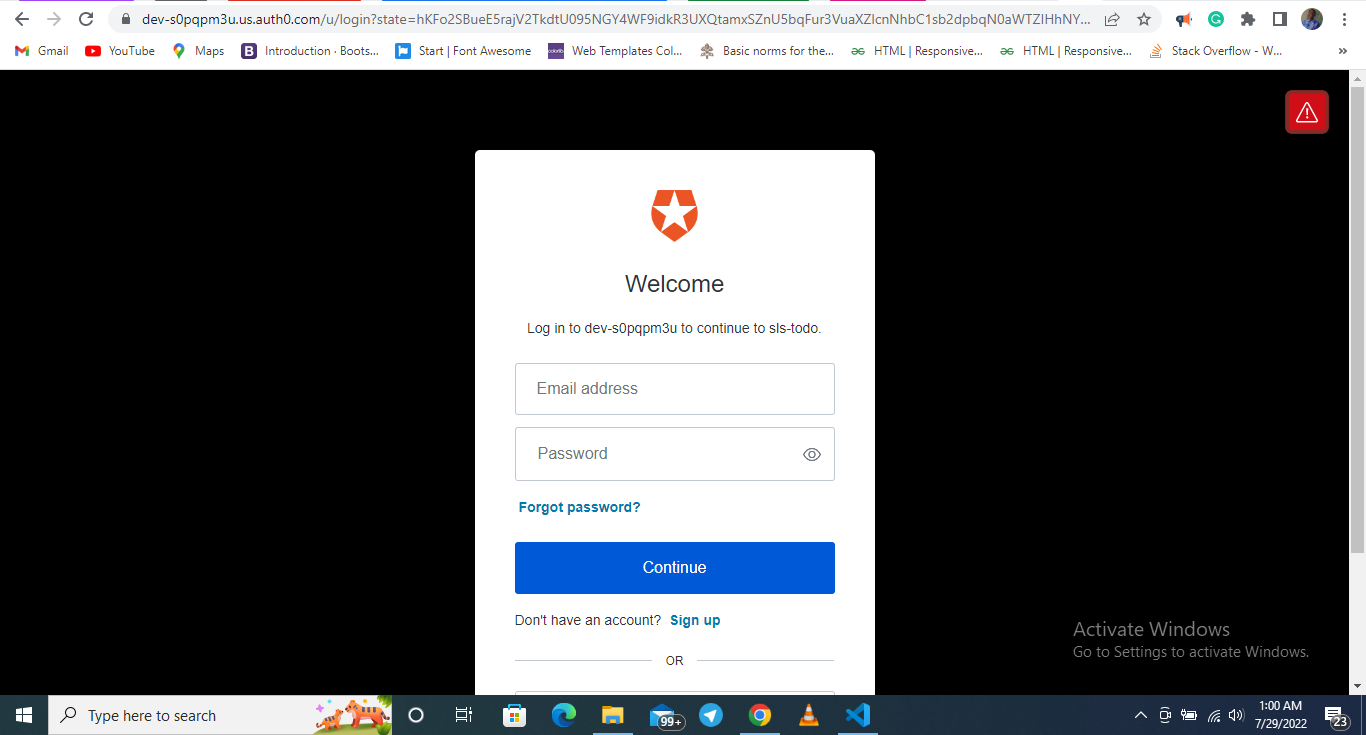 dev-s0pqpm3u.us.auth0.com/u/login?state=hKFo2SBueE5rajV2TkdtU095NGY4WF9idkR3UXQtamxSZnU5bqFur3VuaXZlcnNhbC1sb2dpbqN0aWTZIHhNY...
Gmail YouTube Maps Introduction · Boots... Start | Font Awesome Web Templates Col... Basic norms for the... HTML | Responsive... HTML | Responsive... Stack Overflow - W... »
Welcome
Log in to dev-s0pqpm3u to continue to sls-todo.
Email address
Password
Forgot password?
Continue
Don't have an account? Sign up
OR
Activate Windows
Go to Settings to activate Windows.
Type here to search
99+
1:00 AM
7/29/2022
23